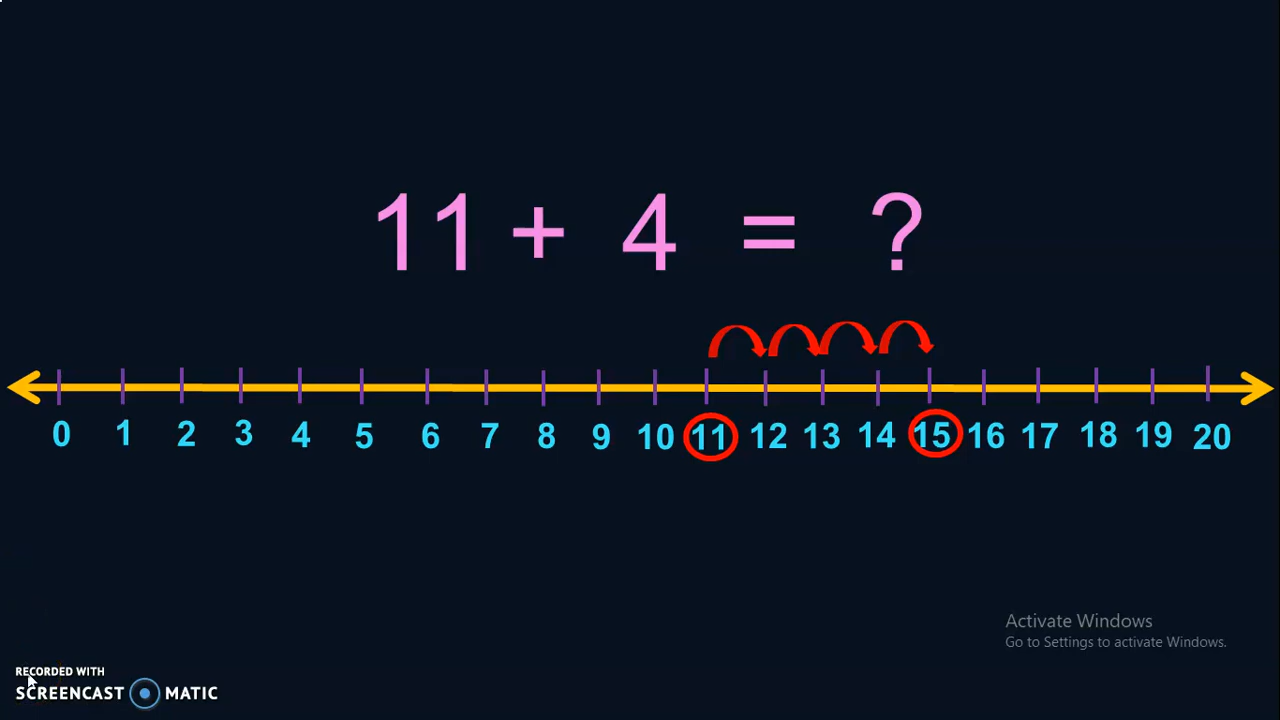 11 + 4 = ?
0 1 2 3 4 5 6 7 8 9 10 11 12 13 14 15 16 17 18 19 20
Activate Windows
Go to Settings to activate Windows.
RECORDED WITH
SCREENCAST MATIC